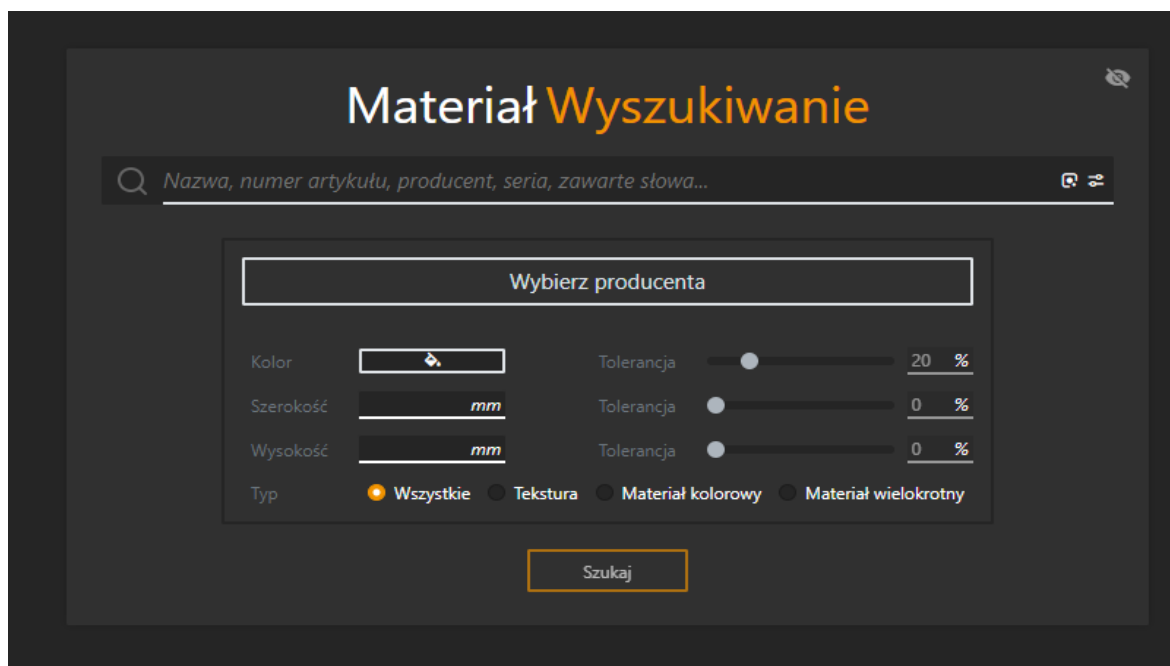 Materiał Wyszukiwanie
Nazwa, numer artykułu, producent, seria, zawarte słowa...
Wybierz producenta
Kolor Tolerancja 20 %
Szerokość mm Tolerancja 0 %
Wysokość mm Tolerancja 0 %
Typ Wszystkie Tekstura Materiał kolorowy Materiał wielokrotny
Szukaj